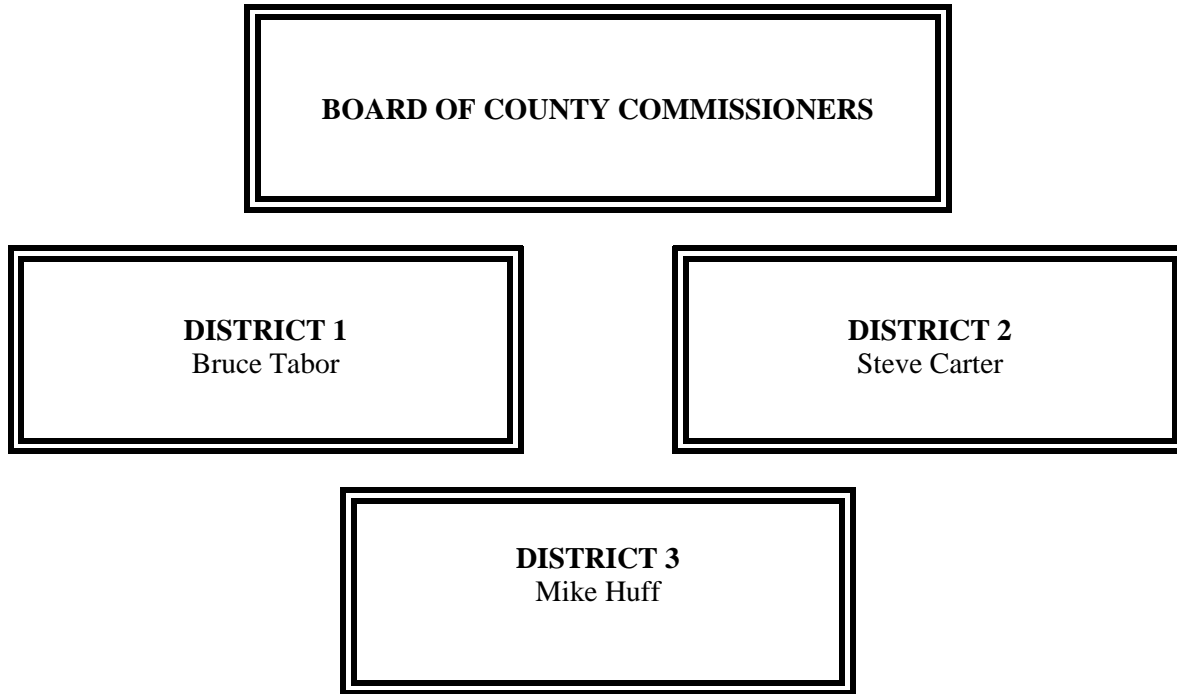 BOARD OF COUNTY COMMISSIONERS
DISTRICT 1
Bruce Tabor
DISTRICT 2
Steve Carter
DISTRICT 3
Mike Huff